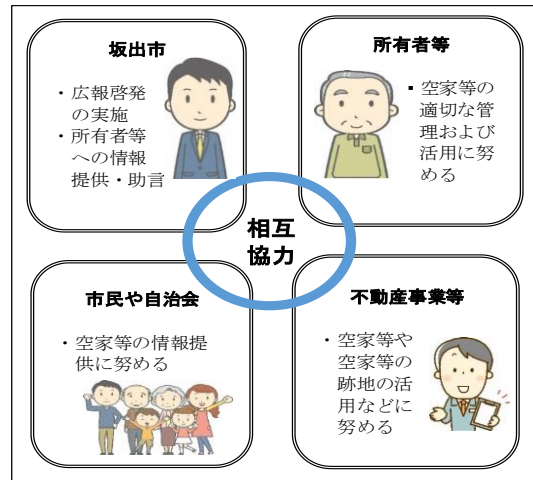 坂出市
・広報啓発
の実施
・所有者等
への情報
提供・助言
所有者等
▪空家等の
適切な管
理および
活用に努
める
相互
協力
市民や自治会
・空家等の情報提
供に努める
不動産事業等
・空家等や
空家等の
跡地の活
用などに
努める